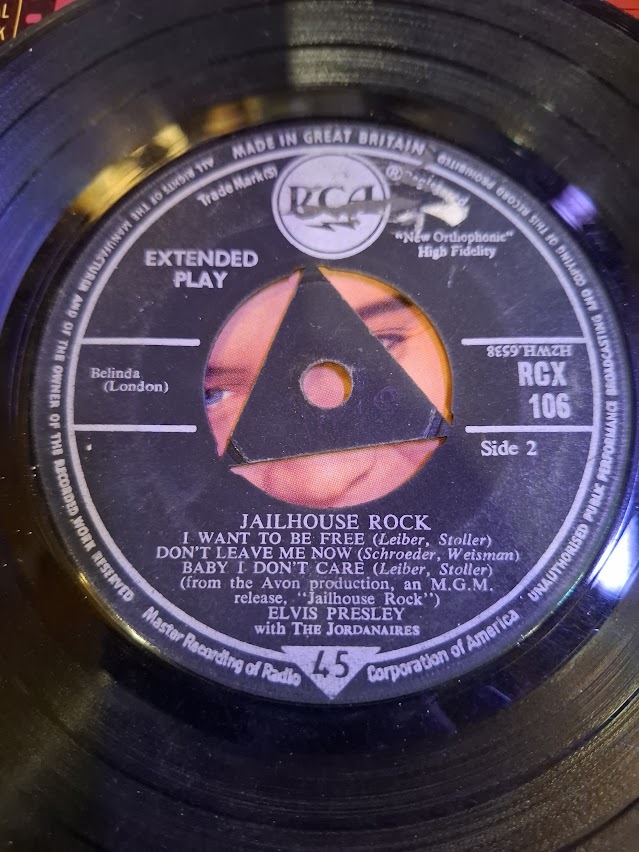 MADE IN GREAT BRITAIN
ALL RIGHTS OF THE MANUFACTURER AND OF THE OWNER OF THE RECORDED WORK RESERVED
UNAUTHORISED PUBLIC PERFORMANCE BROADCASTING AND COPYING OF THIS RECORD PROHIBITED
Trade Mark(s)
RCA
® Registered
"New Orthophonic"
High Fidelity
EXTENDED
PLAY
Belinda
(London)
H2WH.6538
RCX
106
Side 2
JAILHOUSE ROCK
I WANT TO BE FREE (Leiber, Stoller)
DON'T LEAVE ME NOW (Schroeder, Weisman)
BABY I DON'T CARE (Leiber, Stoller)
(from the Avon production, an M.G.M.
release, "Jailhouse Rock")
ELVIS PRESLEY
with THE JORDANAIRES
Master Recording of Radio Corporation of America
45